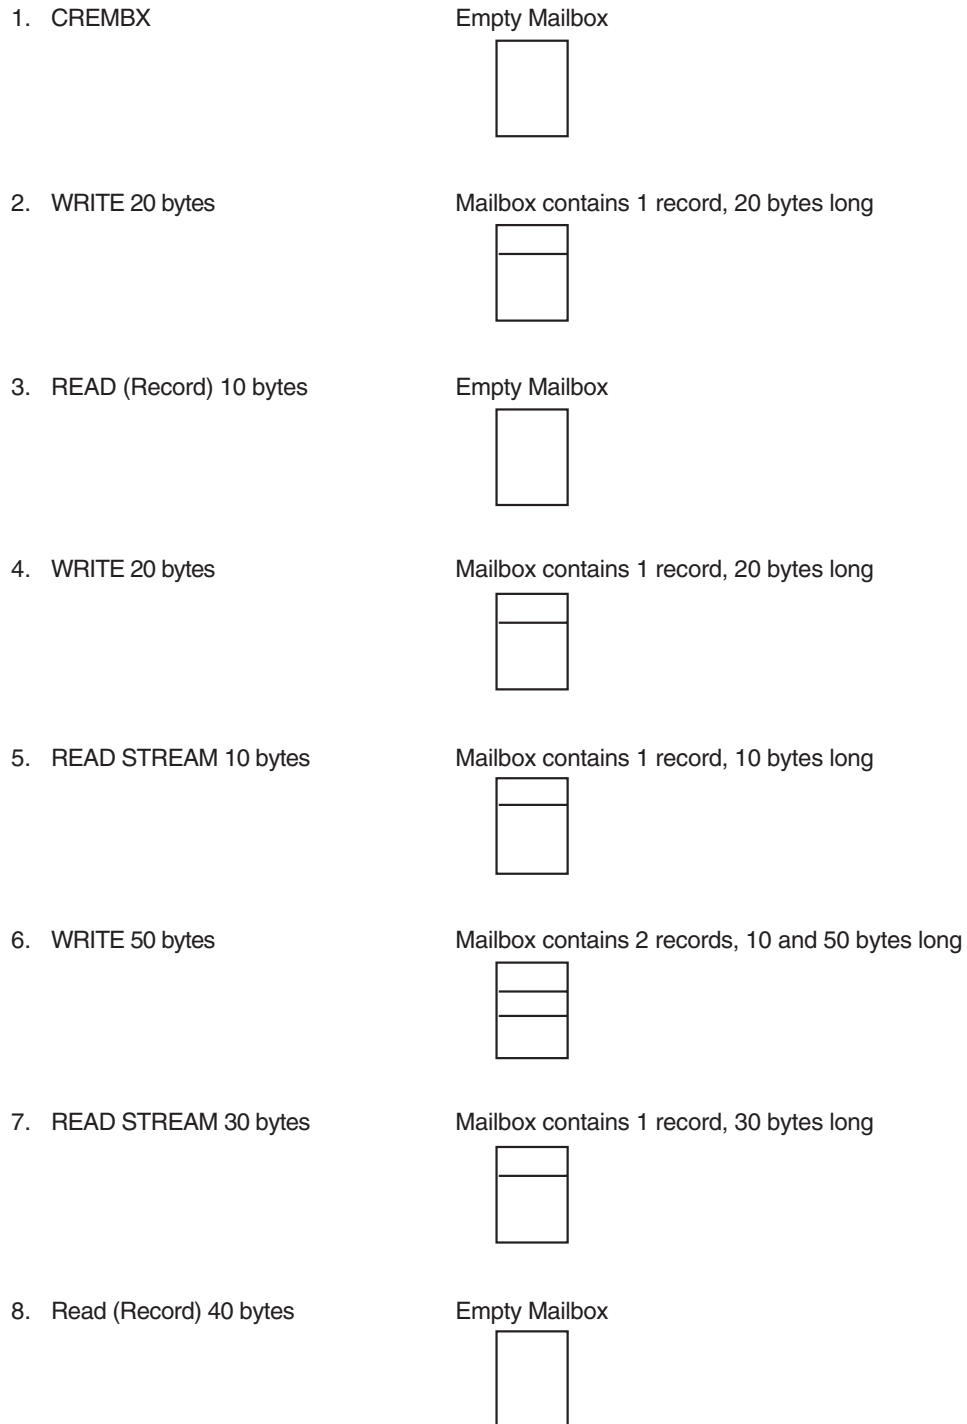 1. CREMBX Empty Mailbox
2. WRITE 20 bytes Mailbox contains 1 record, 20 bytes long
3. READ (Record) 10 bytes Empty Mailbox
4. WRITE 20 bytes Mailbox contains 1 record, 20 bytes long
5. READ STREAM 10 bytes Mailbox contains 1 record, 10 bytes long
6. WRITE 50 bytes Mailbox contains 2 records, 10 and 50 bytes long
7. READ STREAM 30 bytes Mailbox contains 1 record, 30 bytes long
8. Read (Record) 40 bytes Empty Mailbox